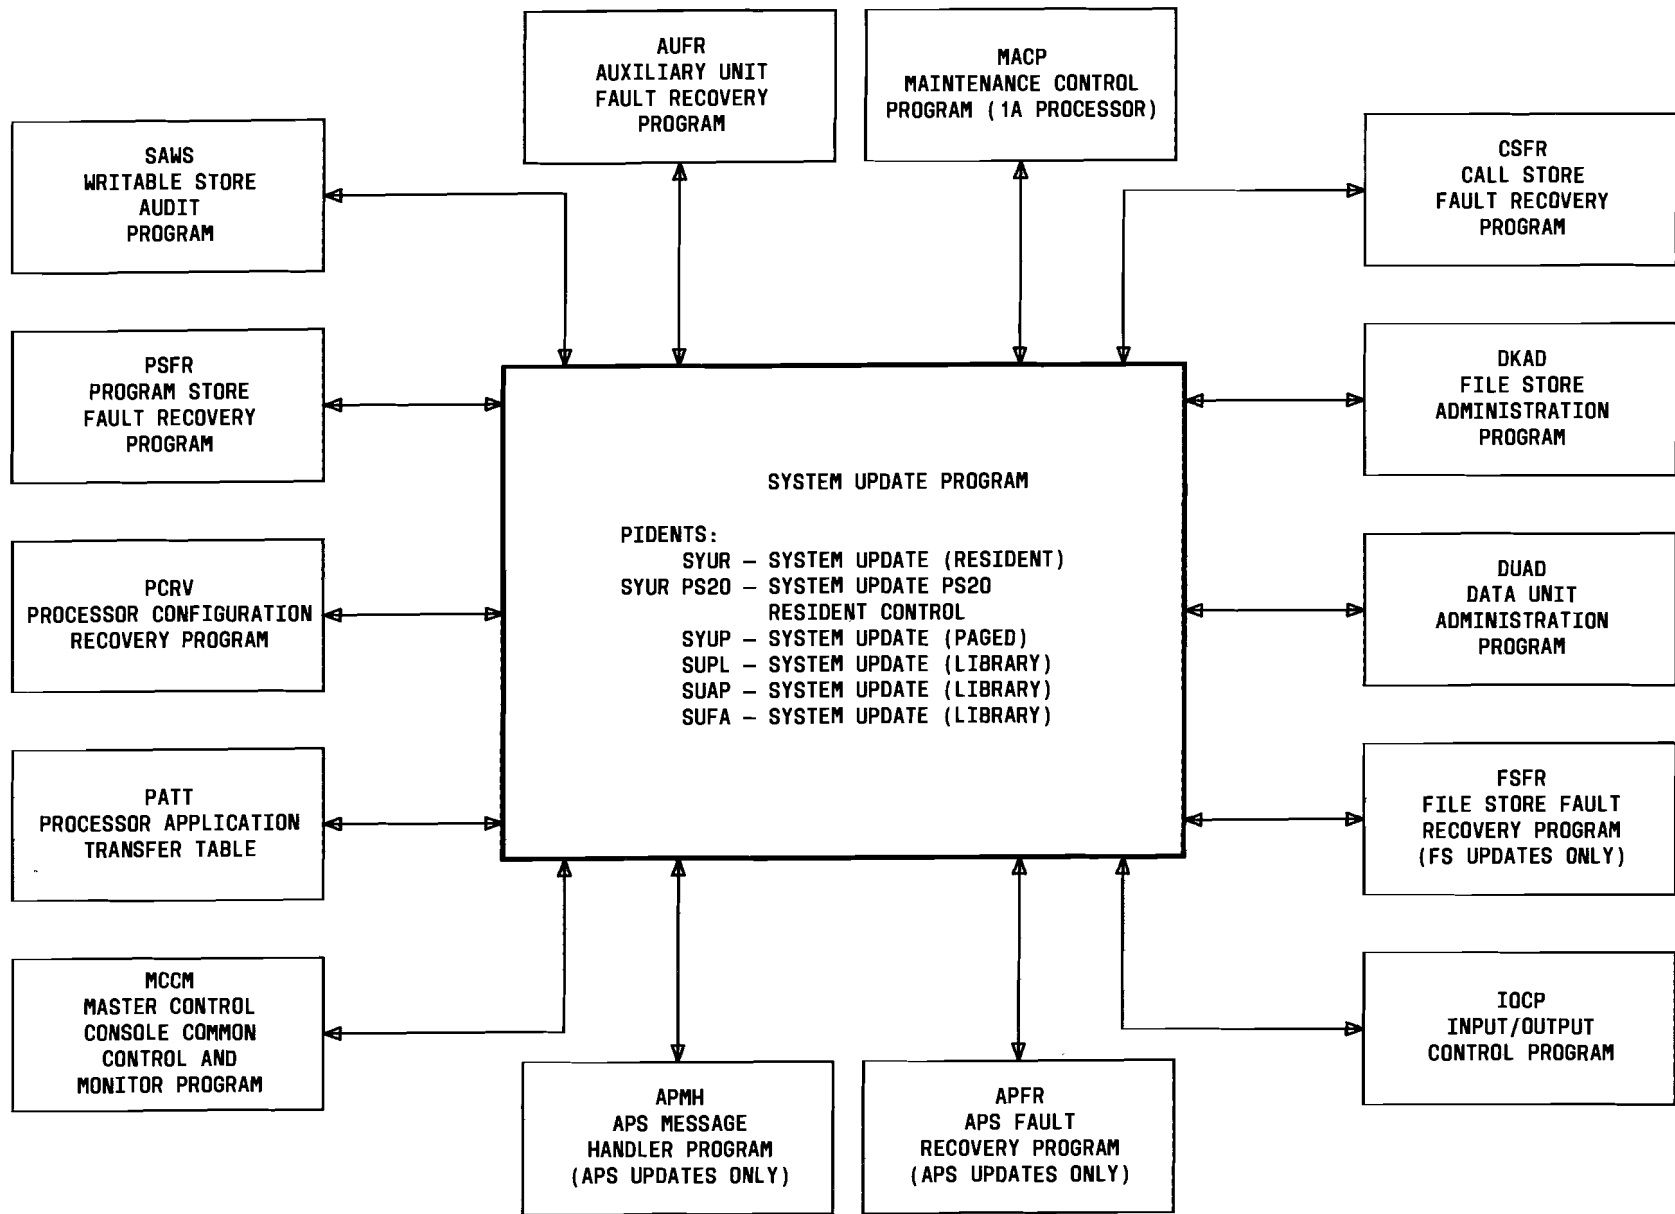 AUFR
AUXILIARY UNIT
FAULT RECOVERY
PROGRAM
MACP
MAINTENANCE CONTROL
PROGRAM (1A PROCESSOR)
SAWS
WRITABLE STORE
AUDIT
PROGRAM
CSFR
CALL STORE
FAULT RECOVERY
PROGRAM
PSFR
PROGRAM STORE
FAULT RECOVERY
PROGRAM
DKAD
FILE STORE
ADMINISTRATION
PROGRAM
SYSTEM UPDATE PROGRAM
PIDENTS:
SYUR – SYSTEM UPDATE (RESIDENT)
SYUR PS20 – SYSTEM UPDATE PS20
RESIDENT CONTROL
SYUP – SYSTEM UPDATE (PAGED)
SUPL – SYSTEM UPDATE (LIBRARY)
SUAP – SYSTEM UPDATE (LIBRARY)
SUFA – SYSTEM UPDATE (LIBRARY)
PCRV
PROCESSOR CONFIGURATION
RECOVERY PROGRAM
DUAD
DATA UNIT
ADMINISTRATION
PROGRAM
PATT
PROCESSOR APPLICATION
TRANSFER TABLE
FSFR
FILE STORE FAULT
RECOVERY PROGRAM
(FS UPDATES ONLY)
MCCM
MASTER CONTROL
CONSOLE COMMON
CONTROL AND
MONITOR PROGRAM
IOCP
INPUT/OUTPUT
CONTROL PROGRAM
APMH
APS MESSAGE
HANDLER PROGRAM
(APS UPDATES ONLY)
APFR
APS FAULT
RECOVERY PROGRAM
(APS UPDATES ONLY)